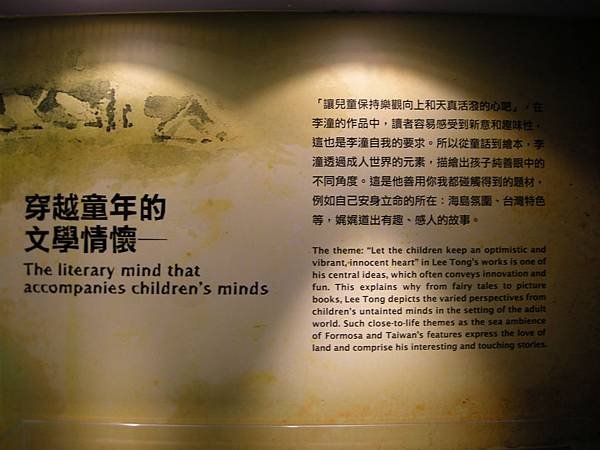 穿越童年的
文學情懷—
The literary mind that
accompanies children's minds
「讓兒童保持樂觀向上和天真活潑的心吧」，在
李潼的作品中，讀者容易感受到新意和趣味性，
這也是李潼自我的要求。所以從童話到繪本，李
潼透過成人世界的元素，描繪出孩子純善眼中的
不同角度。這是他善用你我都碰觸得到的題材，
例如自己安身立命的所在：海島氛圍、台灣特色
等，娓娓道出有趣、感人的故事。
The theme: "Let the children keep an optimistic and
vibrant, innocent heart" in Lee Tong's works is one of
his central ideas, which often conveys innovation and
fun. This explains why from fairy tales to picture
books, Lee Tong depicts the varied perspectives from
children's untainted minds in the setting of the adult
world. Such close-to-life themes as the sea ambience
of Formosa and Taiwan's features express the love of
land and comprise his interesting and touching stories.